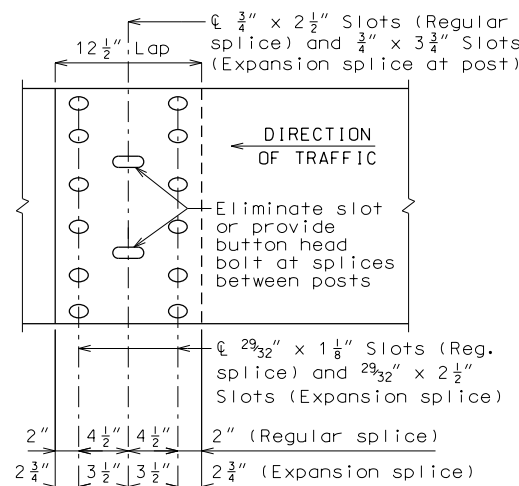 ℄ 3/4" x 2 1/2" Slots (Regular
splice) and 3/4" x 3 3/4" Slots
(Expansion splice at post)
12 1/2" Lap
DIRECTION
OF TRAFFIC
Eliminate slot
or provide
button head
bolt at splices
between posts
℄ 29/32" x 1 1/8" Slots (Reg.
splice) and 29/32" x 2 1/2"
Slots (Expansion splice)
2" 4 1/2" 4 1/2" 2" (Regular splice)
2 3/4" 3 1/2" 3 1/2" 2 3/4" (Expansion splice)